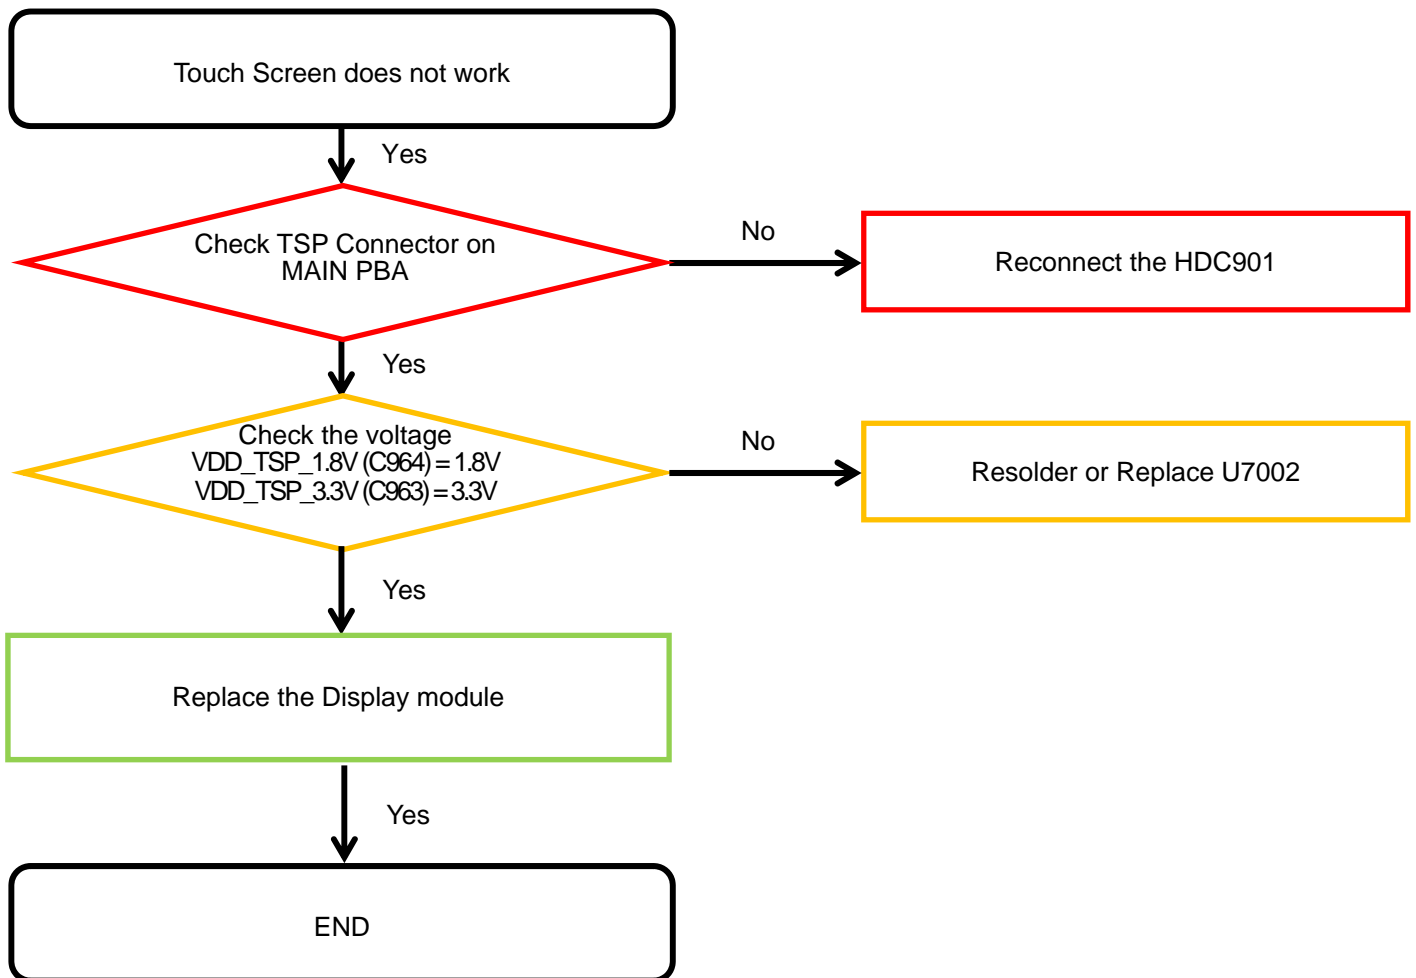 Touch Screen does not work
Yes
Check TSP Connector on
MAIN PBA
No
Reconnect the HDC901
Yes
Check the voltage
VDD_TSP_1.8V (C964) = 1.8V
VDD_TSP_3.3V (C963) = 3.3V
No
Resolder or Replace U7002
Yes
Replace the Display module
Yes
END